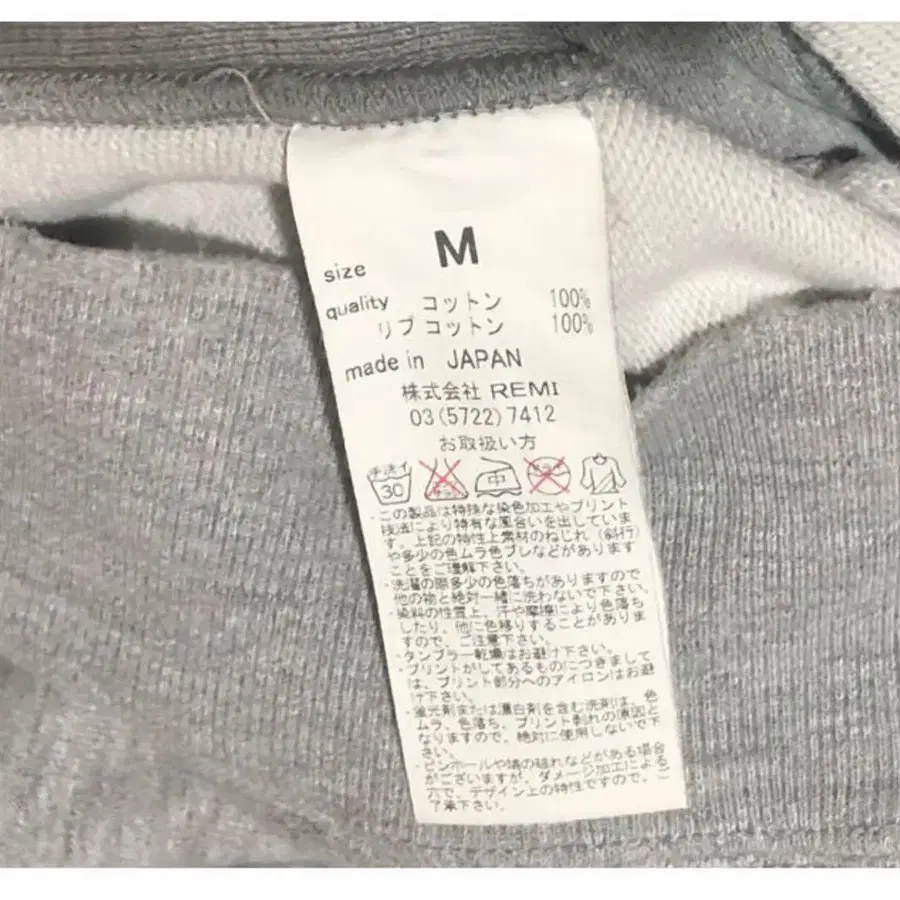 size M
quality コットン 100%
リブコットン 100%
made in JAPAN
株式会社 REMI
03(5722)7412
お取扱い方
手洗イ 30 中
・この製品は特殊な染色加工やプリント
技法により特有な風合いを出していま
す。上記の特性上素材のねじれ（斜行）
や多少の色ムラ色ブレなどがあります
ことをご理解下さい。
・洗濯の際多少の色落ちがありますので
他の物と絶対一緒に洗わないで下さい。
・染料の性質上、汗や摩擦により色落ち
したり、他に色移りすることがありま
すので、ご注意下さい。
・タンブラー乾燥はお避け下さい。
・プリントがしてあるものにつきまして
は、プリント部分へのアイロンはお避
け下さい。
・蛍光剤または漂白剤を含む洗剤は、色
ムラ、色落ち、プリント剥れの原因と
なりますので、絶対に使用しないで下
さい。
・ピンホールや端の破れなどがある場合
がございますが、ダメージ加工による
穴で、デザイン上の特性ですので、ご
了承下さい。